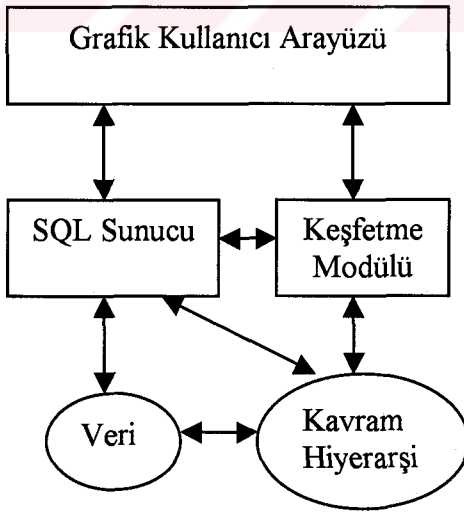 Grafik Kullanıcı Arayüzü
SQL Sunucu
Keşfetme
Modülü
Veri
Kavram
Hiyerarşi